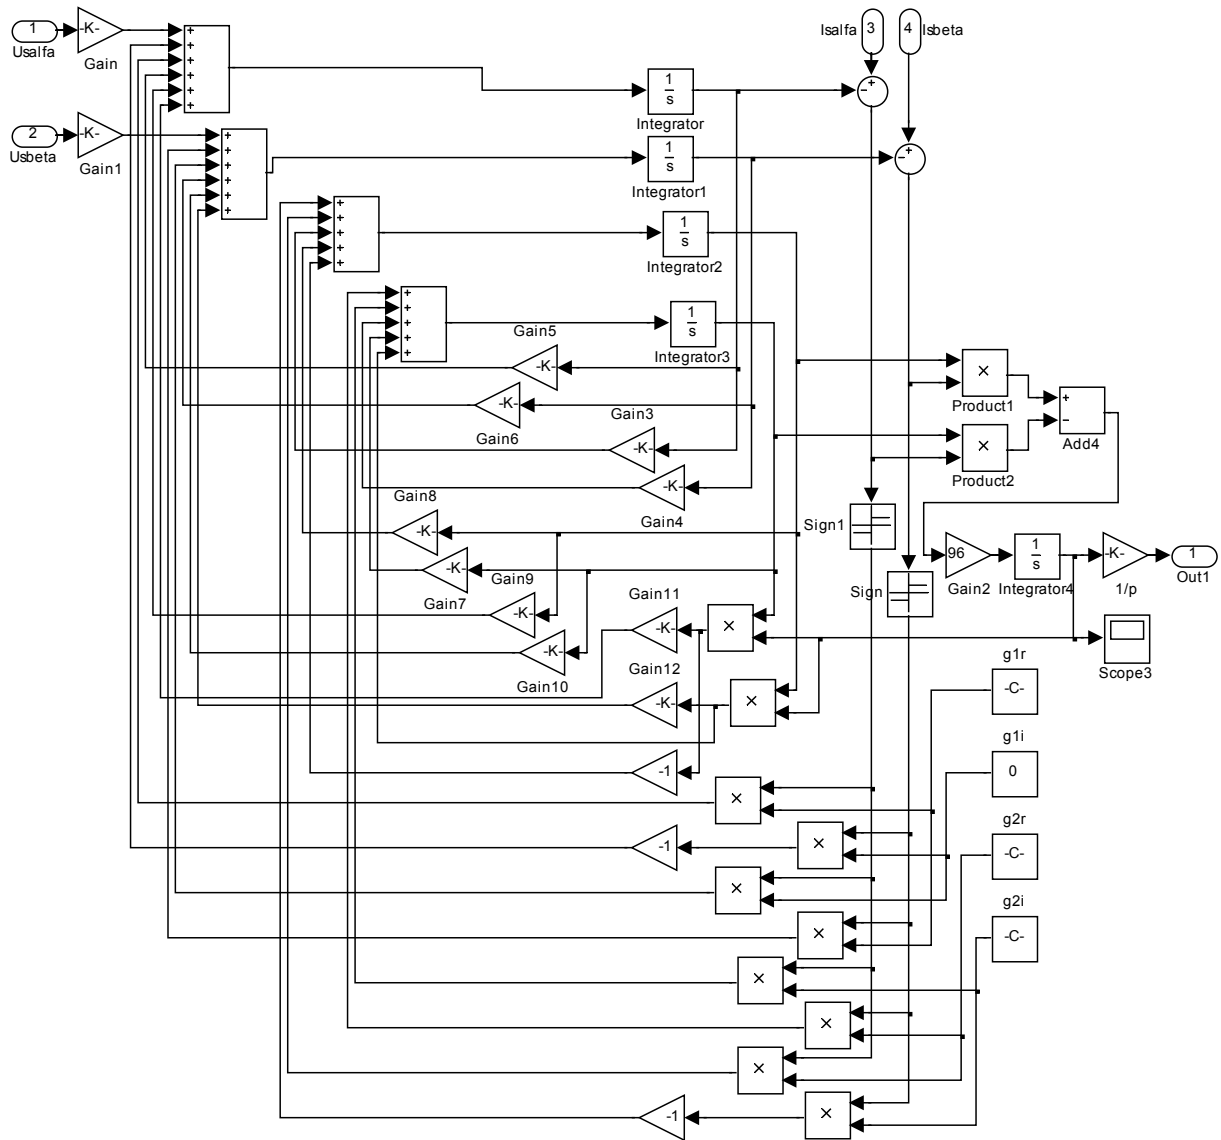 1
Usalfa
-K-
Gain
+
+
+
+
+
+
2
Usbeta
-K-
Gain1
+
+
+
+
+
+
Isalfa
3
4
Isbeta
1
s
Integrator
−
+
1
s
Integrator1
−
+
+
+
+
+
+
1
s
Integrator2
+
+
+
+
+
1
s
Integrator3
Gain5
-K-
-K-
Gain6
Gain3
-K-
-K-
Gain4
×
Product1
×
Product2
+
−
Add4
Gain8
-K-
-K-
Gain9
Gain7
-K-
-K-
Gain10
Sign1
Sign
96
Gain2
1
s
Integrator4
-K-
1/p
1
Out1
Scope3
Gain11
-K-
×
Gain12
-K-
×
-1
g1r
-C-
g1i
0
g2r
-C-
g2i
-C-
×
-1
×
×
×
×
×
×
-1
×